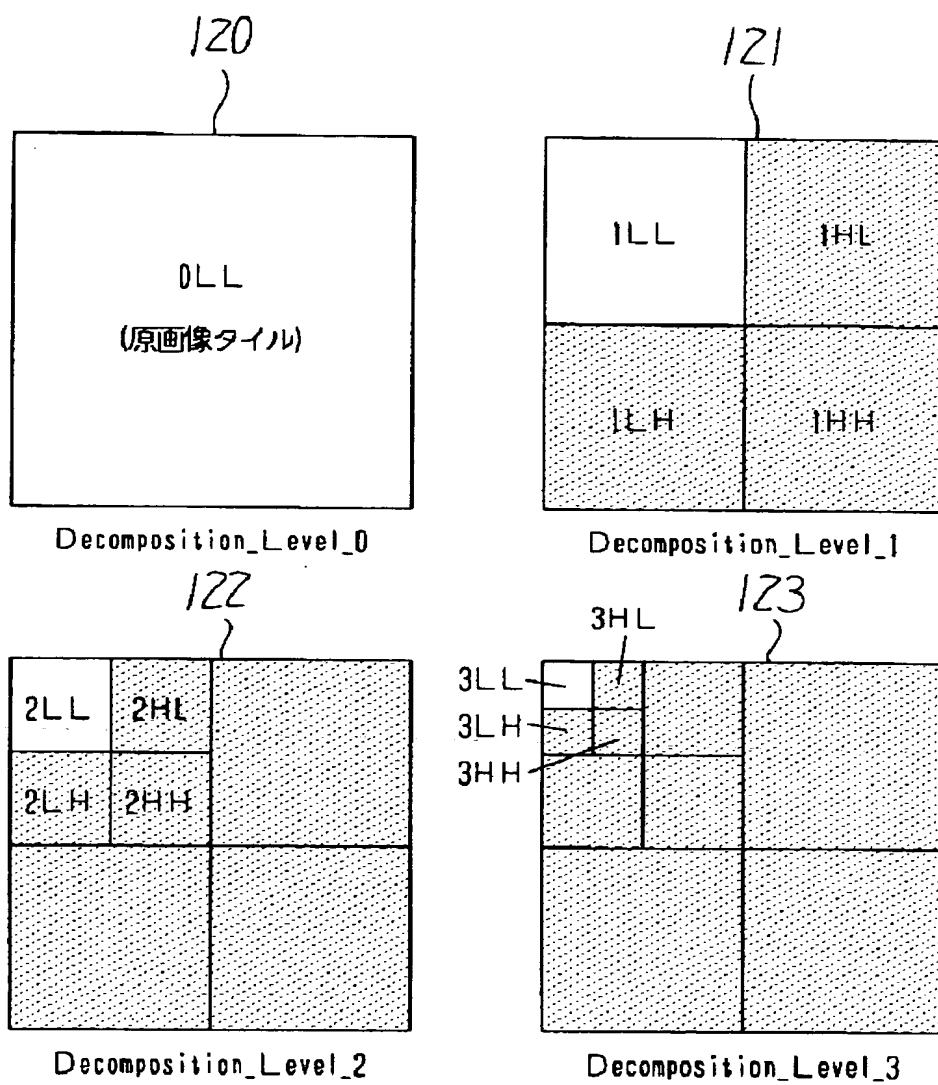 120
0LL
(原画像タイル)
Decomposition_Level_0
121
1LL 1HL
1LH 1HH
Decomposition_Level_1
122
2LL 2HL
2LH 2HH
Decomposition_Level_2
123
3HL
3LL
3LH
3HH
Decomposition_Level_3